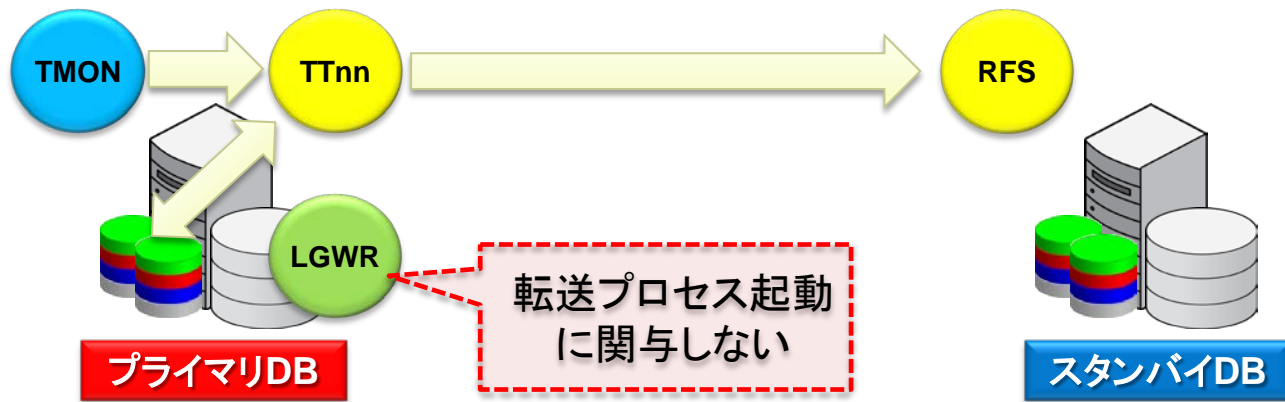 TMON
TTnn
RFS
LGWR
転送プロセス起動
に関与しない
プライマリDB
スタンバイDB